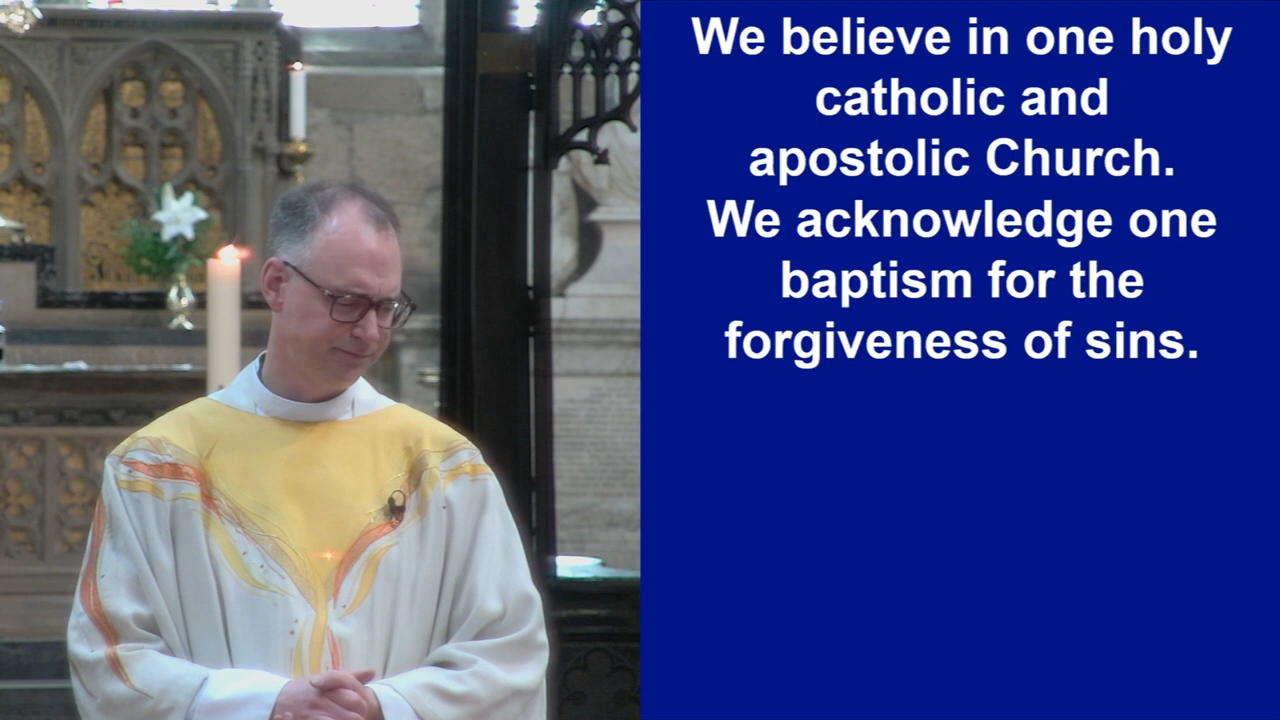 We believe in one holy
catholic and
apostolic Church.
We acknowledge one
baptism for the
forgiveness of sins.